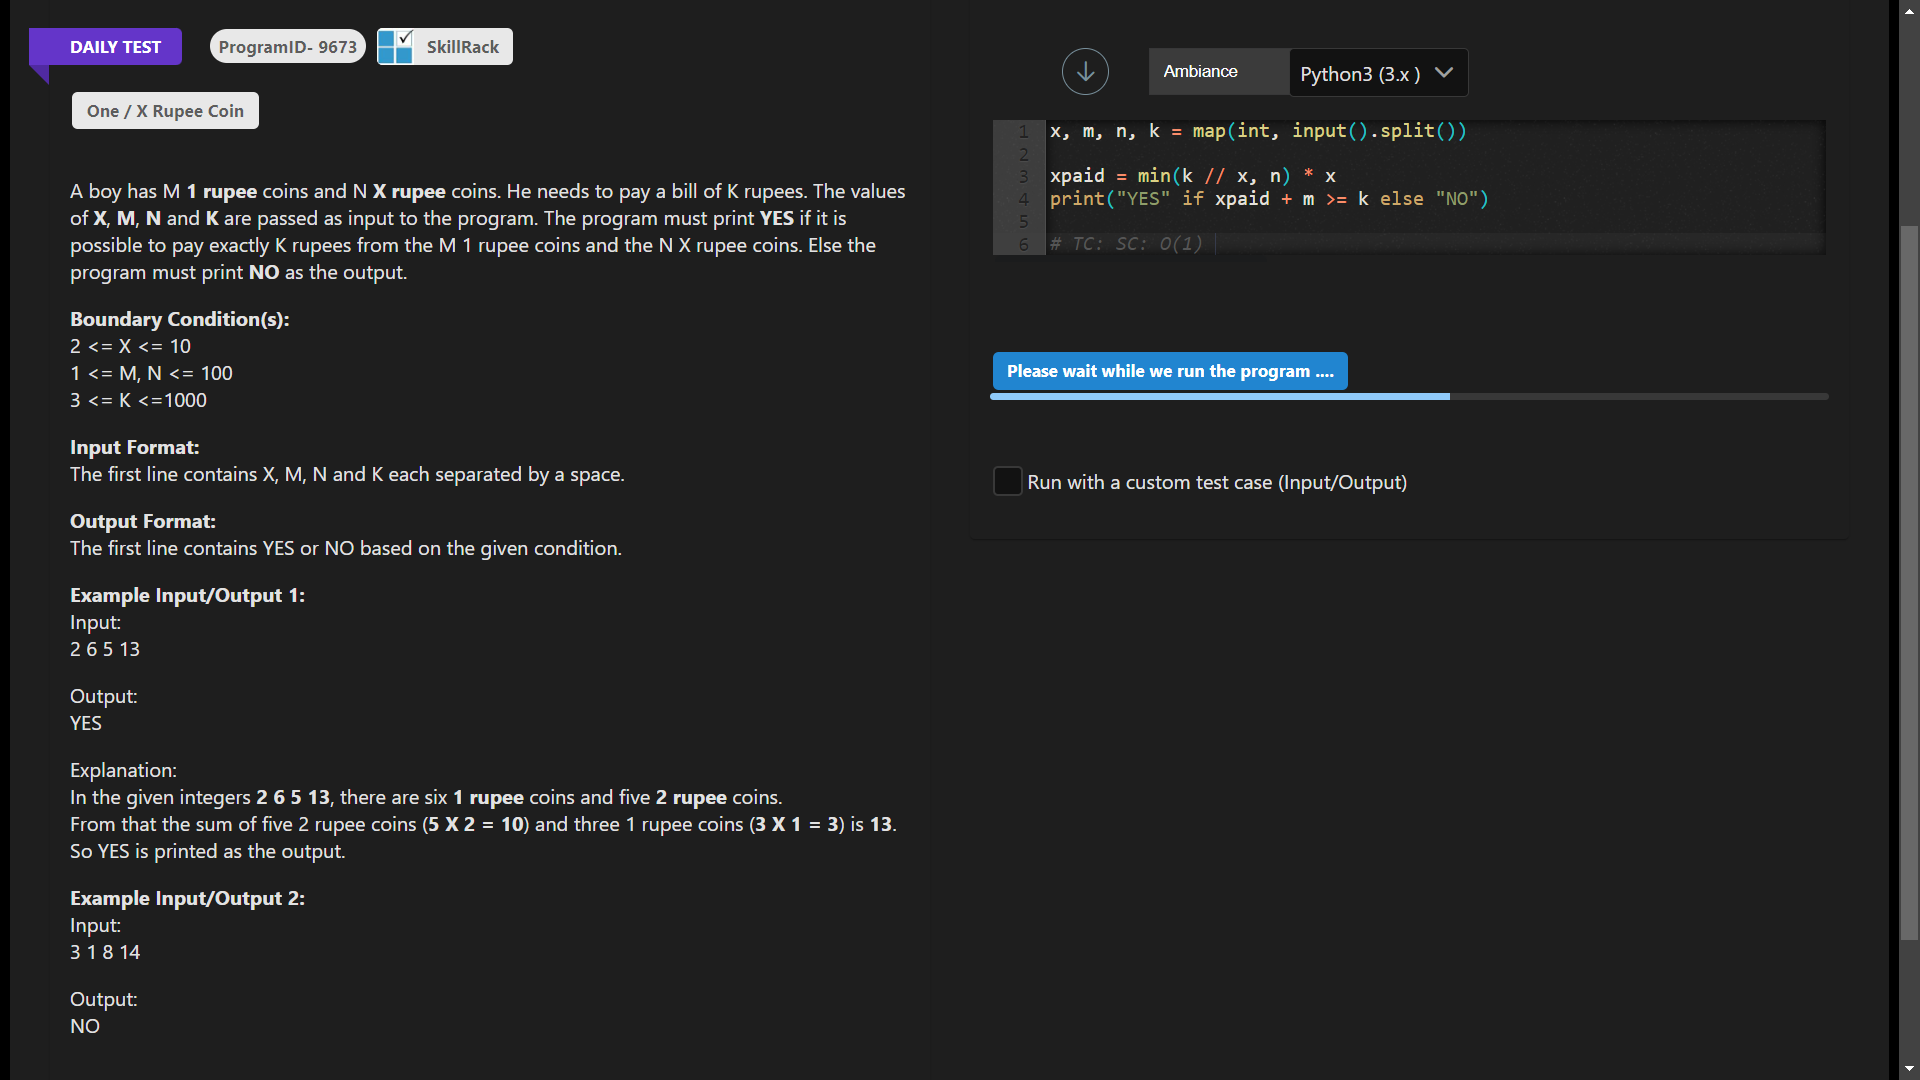 DAILY TEST
ProgramID- 9673
SkillRack
One / X Rupee Coin
A boy has M 1 rupee coins and N X rupee coins. He needs to pay a bill of K rupees. The values
of X, M, N and K are passed as input to the program. The program must print YES if it is
possible to pay exactly K rupees from the M 1 rupee coins and the N X rupee coins. Else the
program must print NO as the output.
Boundary Condition(s):
2 <= X <= 10
1 <= M, N <= 100
3 <= K <=1000
Input Format:
The first line contains X, M, N and K each separated by a space.
Output Format:
The first line contains YES or NO based on the given condition.
Example Input/Output 1:
Input:
2 6 5 13
Output:
YES
Explanation:
In the given integers 2 6 5 13, there are six 1 rupee coins and five 2 rupee coins.
From that the sum of five 2 rupee coins (5 X 2 = 10) and three 1 rupee coins (3 X 1 = 3) is 13.
So YES is printed as the output.
Example Input/Output 2:
Input:
3 1 8 14
Output:
NO
Ambiance
Python3 (3.x )
1 x, m, n, k = map(int, input().split())
2
3 xpaid = min(k // x, n) * x
4 print("YES" if xpaid + m >= k else "NO")
5
6 # TC: SC: O(1)
Please wait while we run the program ....
Run with a custom test case (Input/Output)